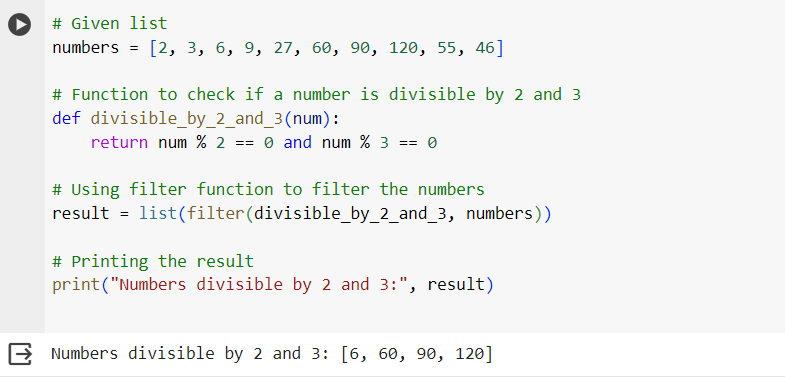 # Given list
numbers = [2, 3, 6, 9, 27, 60, 90, 120, 55, 46]
# Function to check if a number is divisible by 2 and 3
def divisible_by_2_and_3(num):
    return num % 2 == 0 and num % 3 == 0
# Using filter function to filter the numbers
result = list(filter(divisible_by_2_and_3, numbers))
# Printing the result
print("Numbers divisible by 2 and 3:", result)
Numbers divisible by 2 and 3: [6, 60, 90, 120]